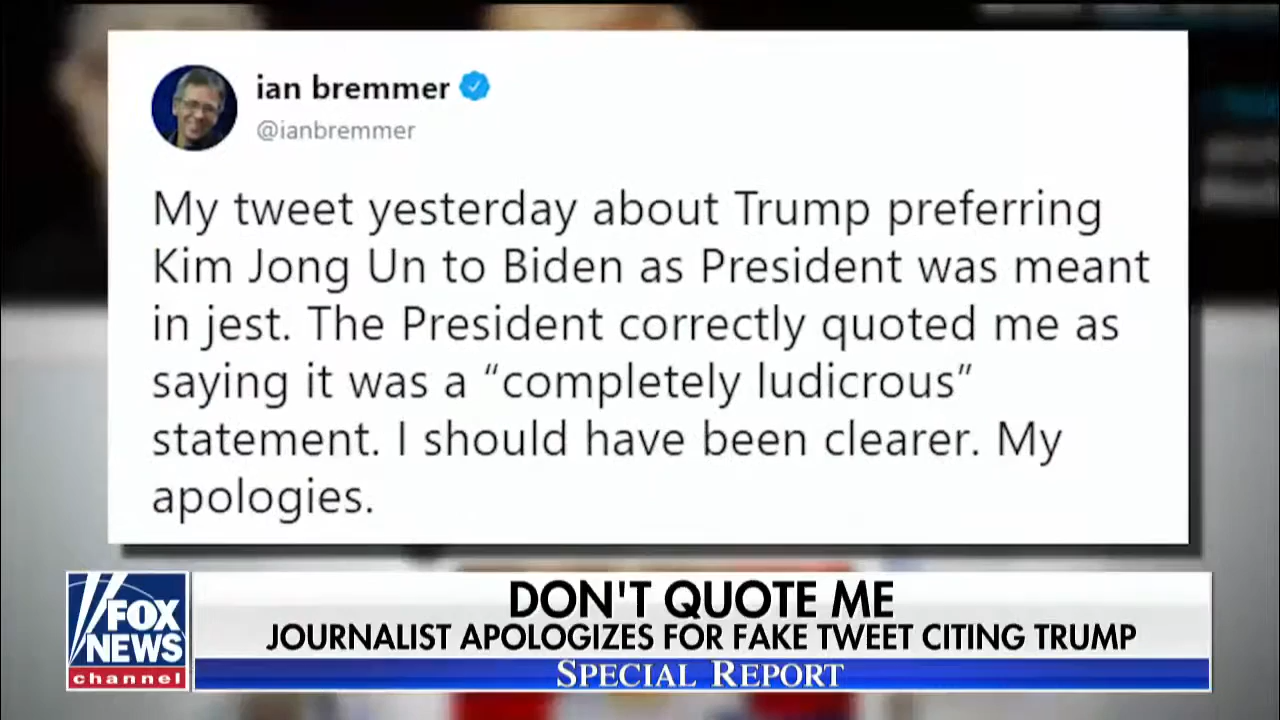 ian bremmer
@ianbremmer
My tweet yesterday about Trump preferring
Kim Jong Un to Biden as President was meant
in jest. The President correctly quoted me as
saying it was a “completely ludicrous”
statement. I should have been clearer. My
apologies.
DON'T QUOTE ME
JOURNALIST APOLOGIZES FOR FAKE TWEET CITING TRUMP
SPECIAL REPORT
FOX
NEWS
channel